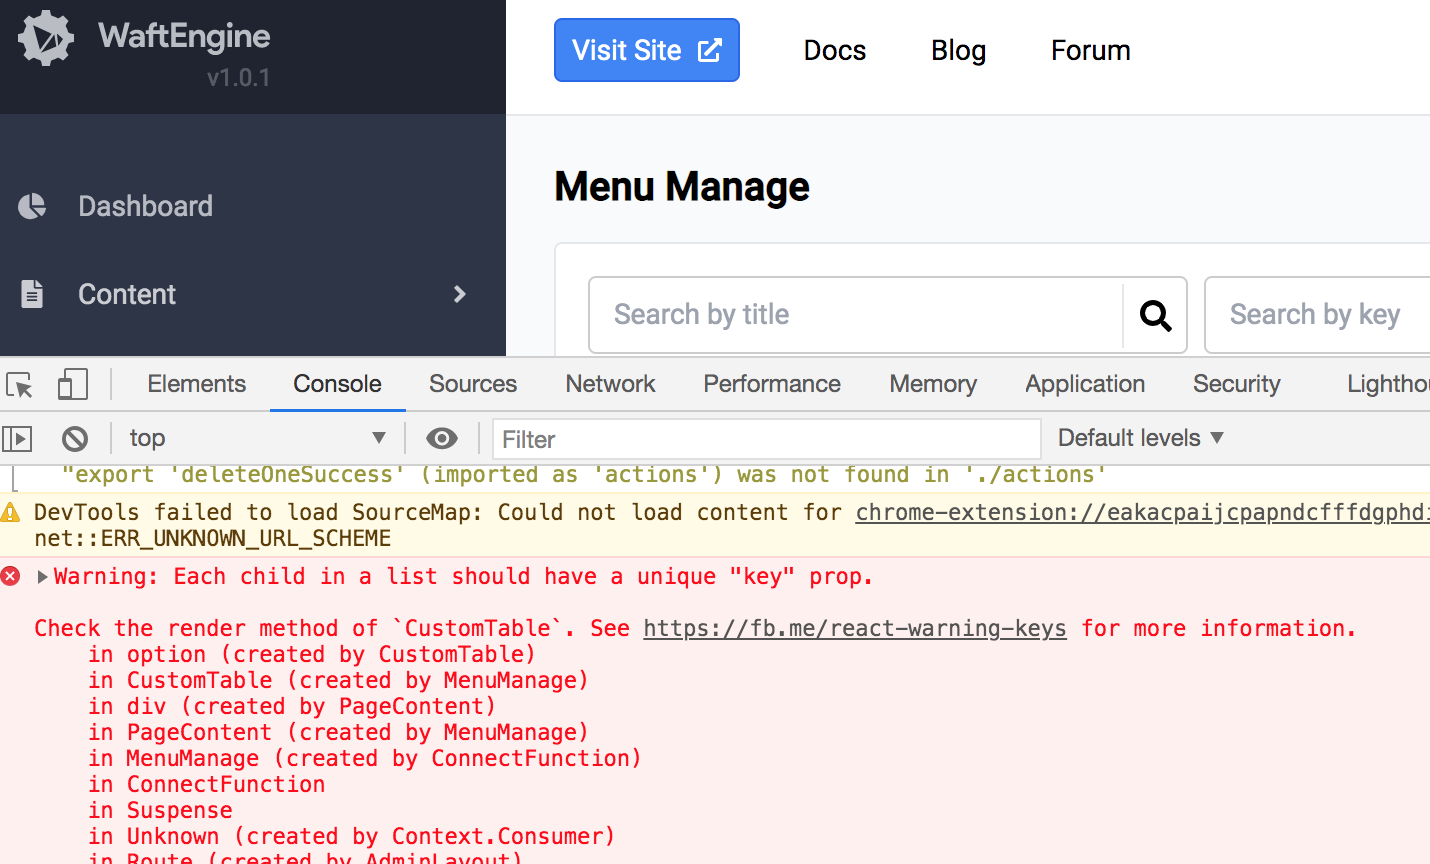 WaftEngine
v1.0.1
Visit Site
Docs
Blog
Forum
Dashboard
Content
Menu Manage
Search by title
Search by key
Elements
Console
Sources
Network
Performance
Memory
Application
Security
Lightho
top
Filter
Default levels
"export 'deleteOneSuccess' (imported as 'actions') was not found in './actions'
DevTools failed to load SourceMap: Could not load content for chrome-extension://eakacpaijcpapndcfffdgphdi
net::ERR_UNKNOWN_URL_SCHEME
Warning: Each child in a list should have a unique "key" prop.
Check the render method of `CustomTable`. See https://fb.me/react-warning-keys for more information.
in option (created by CustomTable)
in CustomTable (created by MenuManage)
in div (created by PageContent)
in PageContent (created by MenuManage)
in MenuManage (created by ConnectFunction)
in ConnectFunction
in Suspense
in Unknown (created by Context.Consumer)
in Route (created by AdminLayout)